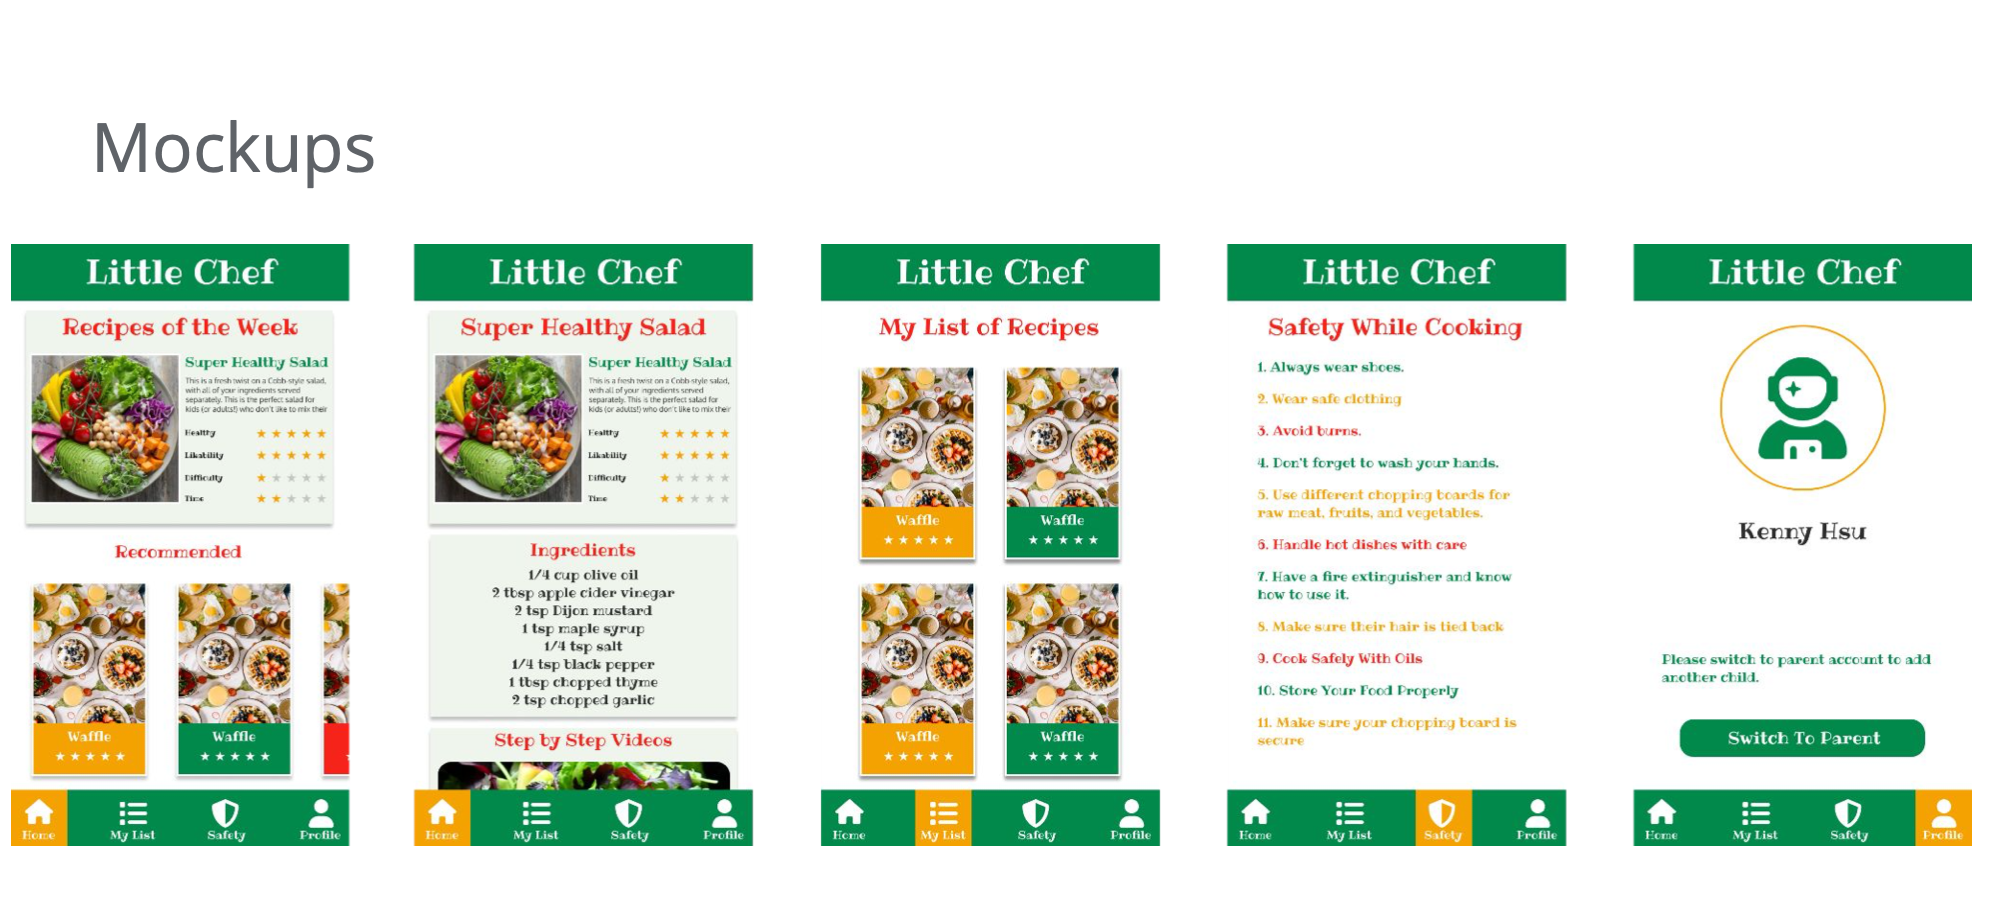 Mockups
Little Chef
Recipes of the Week
Super Healthy Salad
This is a fresh twist on a Cobb-style salad,
with all of your ingredients served
separately. This is the perfect salad for
kids (or adults!) who don't like to mix their
Healthy
Likability
Difficulty
Time
Recommended
Waffle
Waffle
Home
My List
Safety
Profile
Little Chef
Super Healthy Salad
Super Healthy Salad
This is a fresh twist on a Cobb-style salad,
with all of your ingredients served
separately. This is the perfect salad for
kids (or adults!) who don't like to mix their
Healthy
Likability
Difficulty
Time
Ingredients
1/4 cup olive oil
2 tbsp apple cider vinegar
2 tsp Dijon mustard
1 tsp maple syrup
1/4 tsp salt
1/4 tsp black pepper
1 tbsp chopped thyme
2 tsp chopped garlic
Step by Step Videos
Home
My List
Safety
Profile
Little Chef
My List of Recipes
Waffle
Waffle
Waffle
Waffle
Home
My List
Safety
Profile
Little Chef
Safety While Cooking
1. Always wear shoes.
2. Wear safe clothing
3. Avoid burns.
4. Don't forget to wash your hands.
5. Use different chopping boards for
raw meat, fruits, and vegetables.
6. Handle hot dishes with care
7. Have a fire extinguisher and know
how to use it.
8. Make sure their hair is tied back
9. Cook Safely With Oils
10. Store Your Food Properly
11. Make sure your chopping board is
secure
Home
My List
Safety
Profile
Little Chef
Kenny Hsu
Please switch to parent account to add
another child.
Switch To Parent
Home
My List
Safety
Profile